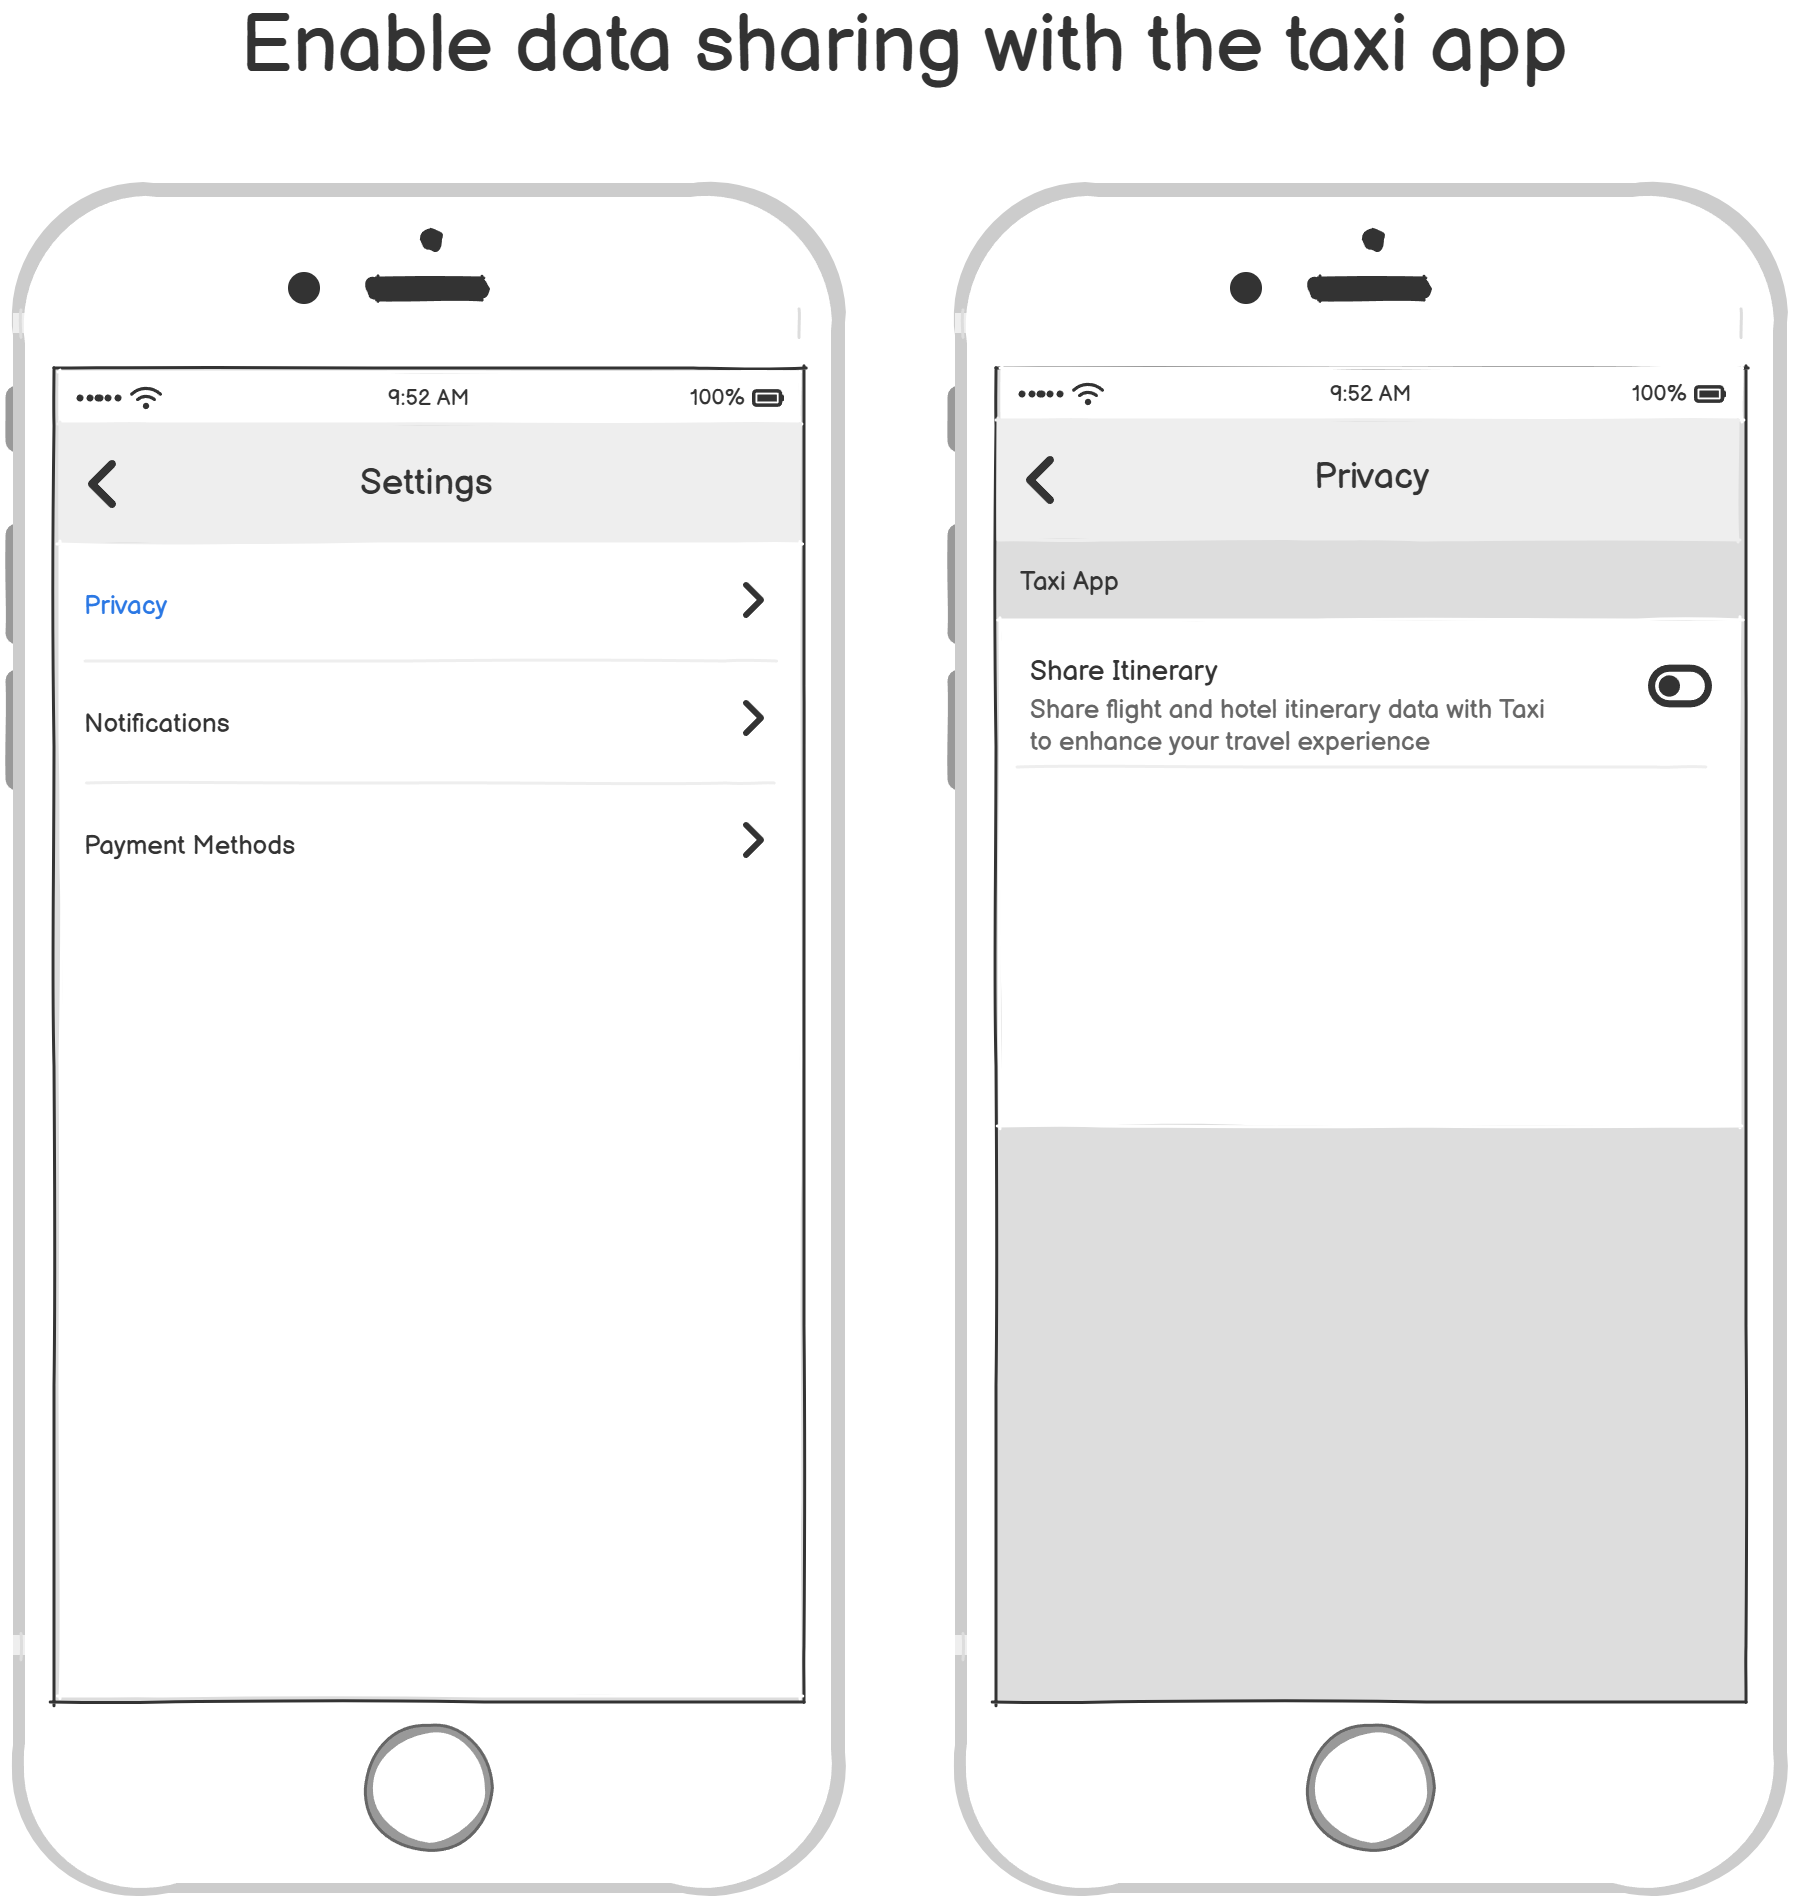 Enable data sharing with the taxi app
9:52 AM
100%
Settings
Privacy
Notifications
Payment Methods
9:52 AM
100%
Privacy
Taxi App
Share Itinerary
Share flight and hotel itinerary data with Taxi
to enhance your travel experience